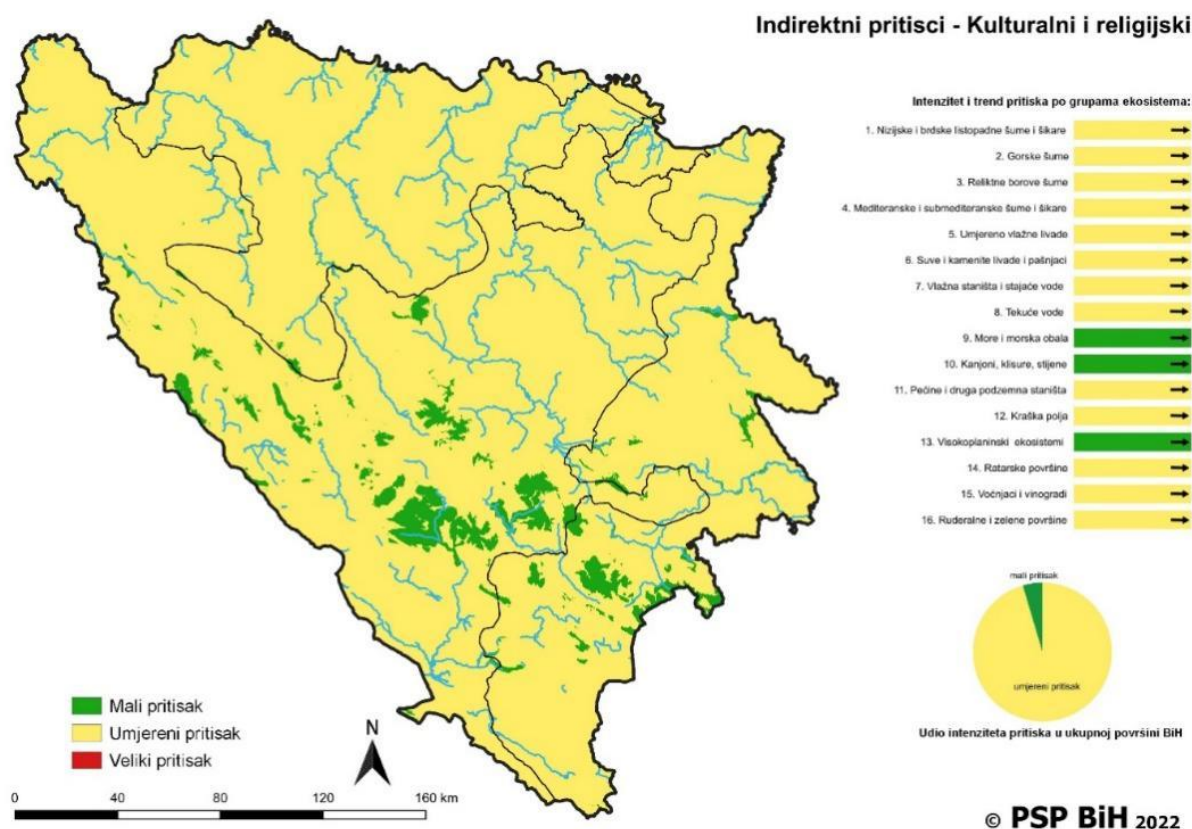 Indirektni pritisci - Kulturalni i religijski
Intenzitet i trend pritiska po grupama ekosistema:
1. Nizijske i brdske listopadne šume i šikare
2. Gorske šume
3. Reliktne borove šume
4. Mediteranske i submediteranske šume i šikare
5. Umjereno vlažne livade
6. Suve i kamenite livade i pašnjaci
7. Vlažna staništa i stajaće vode
8. Tekuće vode
9. More i morska obala
10. Kanjoni, klisure, stijene
11. Pećine i druga podzemna staništa
12. Kraška polja
13. Visokoplaninski ekosistemi
14. Ratarske površine
15. Voćnjaci i vinogradi
16. Ruderalne i zelene površine
mali pritisak
umjereni pritisak
Udio intenziteta pritiska u ukupnoj površini BiH
Mali pritisak
Umjereni pritisak
Veliki pritisak
N
0 40 80 120 160 km
© PSP BiH 2022